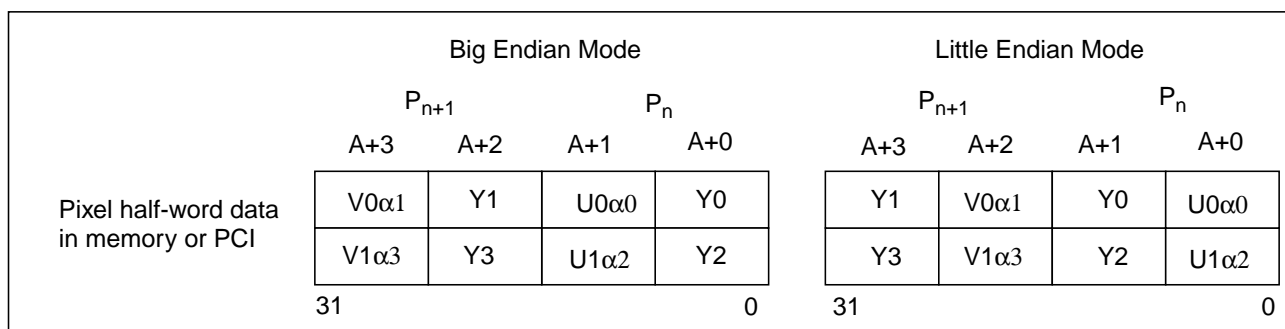 Big Endian Mode Little Endian Mode
Pn+1 Pn Pn+1 Pn
A+3 A+2 A+1 A+0 A+3 A+2 A+1 A+0
Pixel half-word data V0α1 Y1 U0α0 Y0 Y1 V0α1 Y0 U0α0
in memory or PCI V1α3 Y3 U1α2 Y2 Y3 V1α3 Y2 U1α2
31 0 31 0